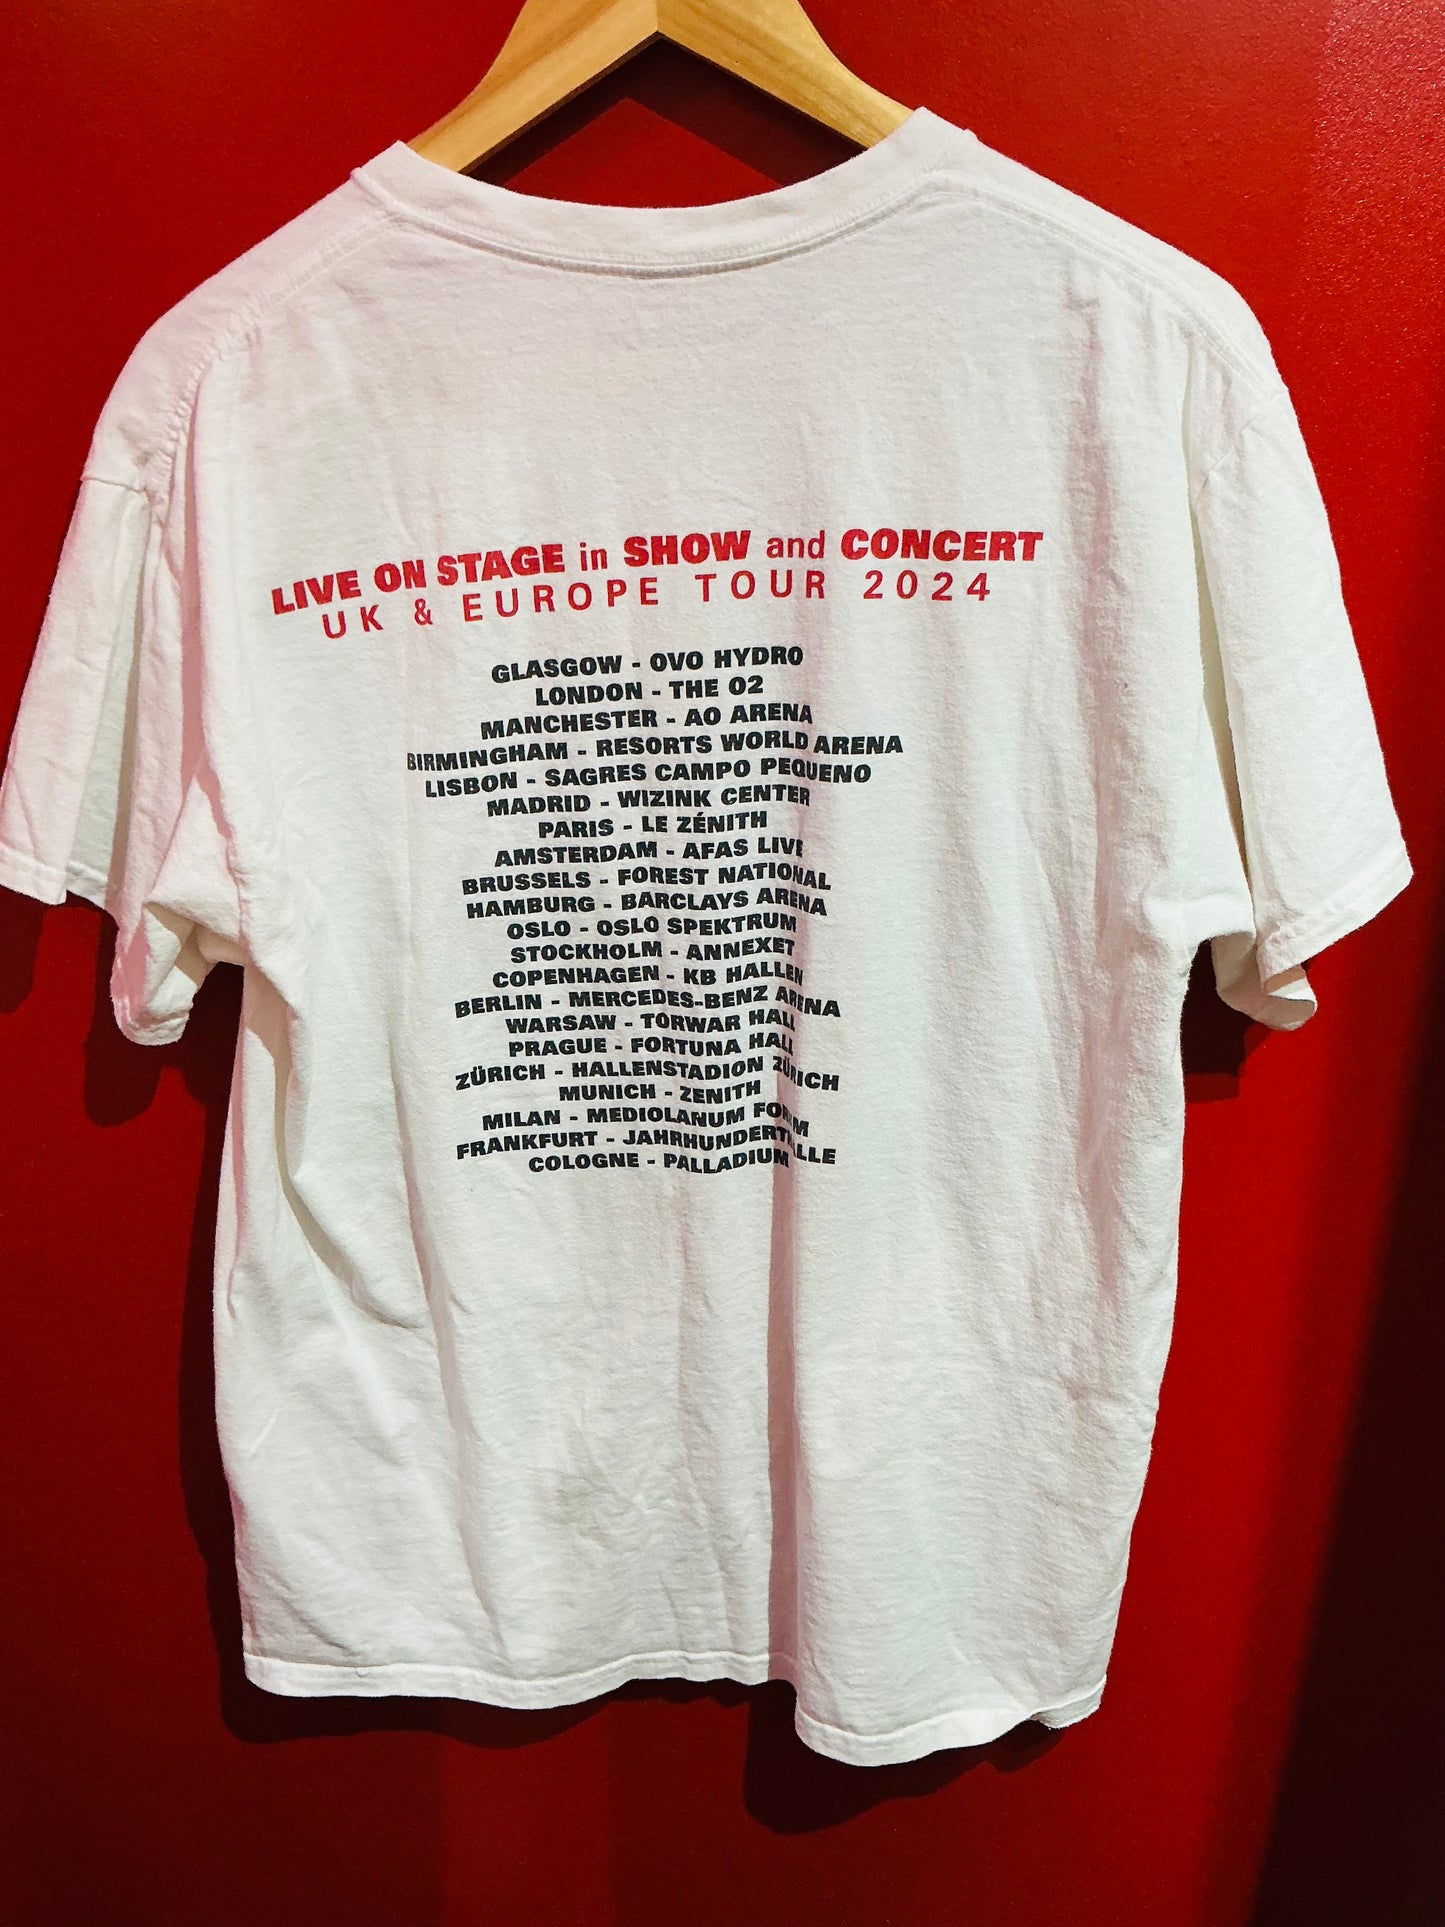 LIVE ON STAGE in SHOW and CONCERT
UK & EUROPE TOUR 2024
GLASGOW - OVO HYDRO
LONDON - THE O2
MANCHESTER - AO ARENA
BIRMINGHAM - RESORTS WORLD ARENA
LISBON - SAGRES CAMPO PEQUENO
MADRID - WIZINK CENTER
PARIS - LE ZÉNITH
AMSTERDAM - AFAS LIVE
BRUSSELS - FOREST NATIONAL
HAMBURG - BARCLAYS ARENA
OSLO - OSLO SPEKTRUM
STOCKHOLM - ANNEXET
COPENHAGEN - KB HALLEN
BERLIN - MERCEDES-BENZ ARENA
WARSAW - TORWAR HALL
PRAGUE - FORTUNA HALL
ZÜRICH - HALLENSTADION ZÜRICH
MUNICH - ZENITH
MILAN - MEDIOLANUM FORUM
FRANKFURT - JAHRHUNDERTHALLE
COLOGNE - PALLADIUM